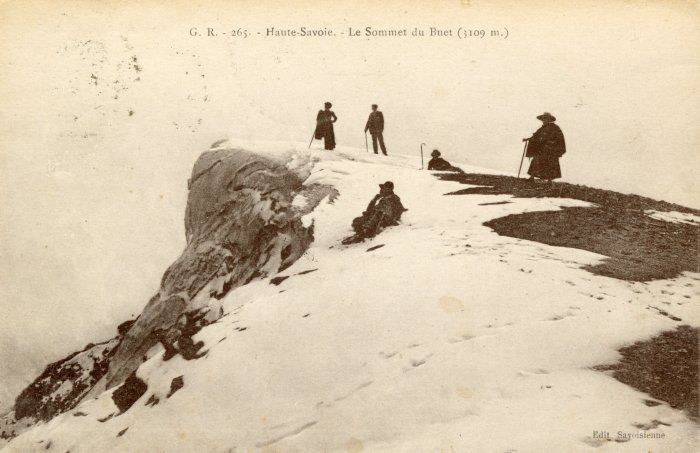 G. R. - 265. - Haute-Savoie. - Le Sommet du Buet (3109 m.)
Edit. Savoisienne